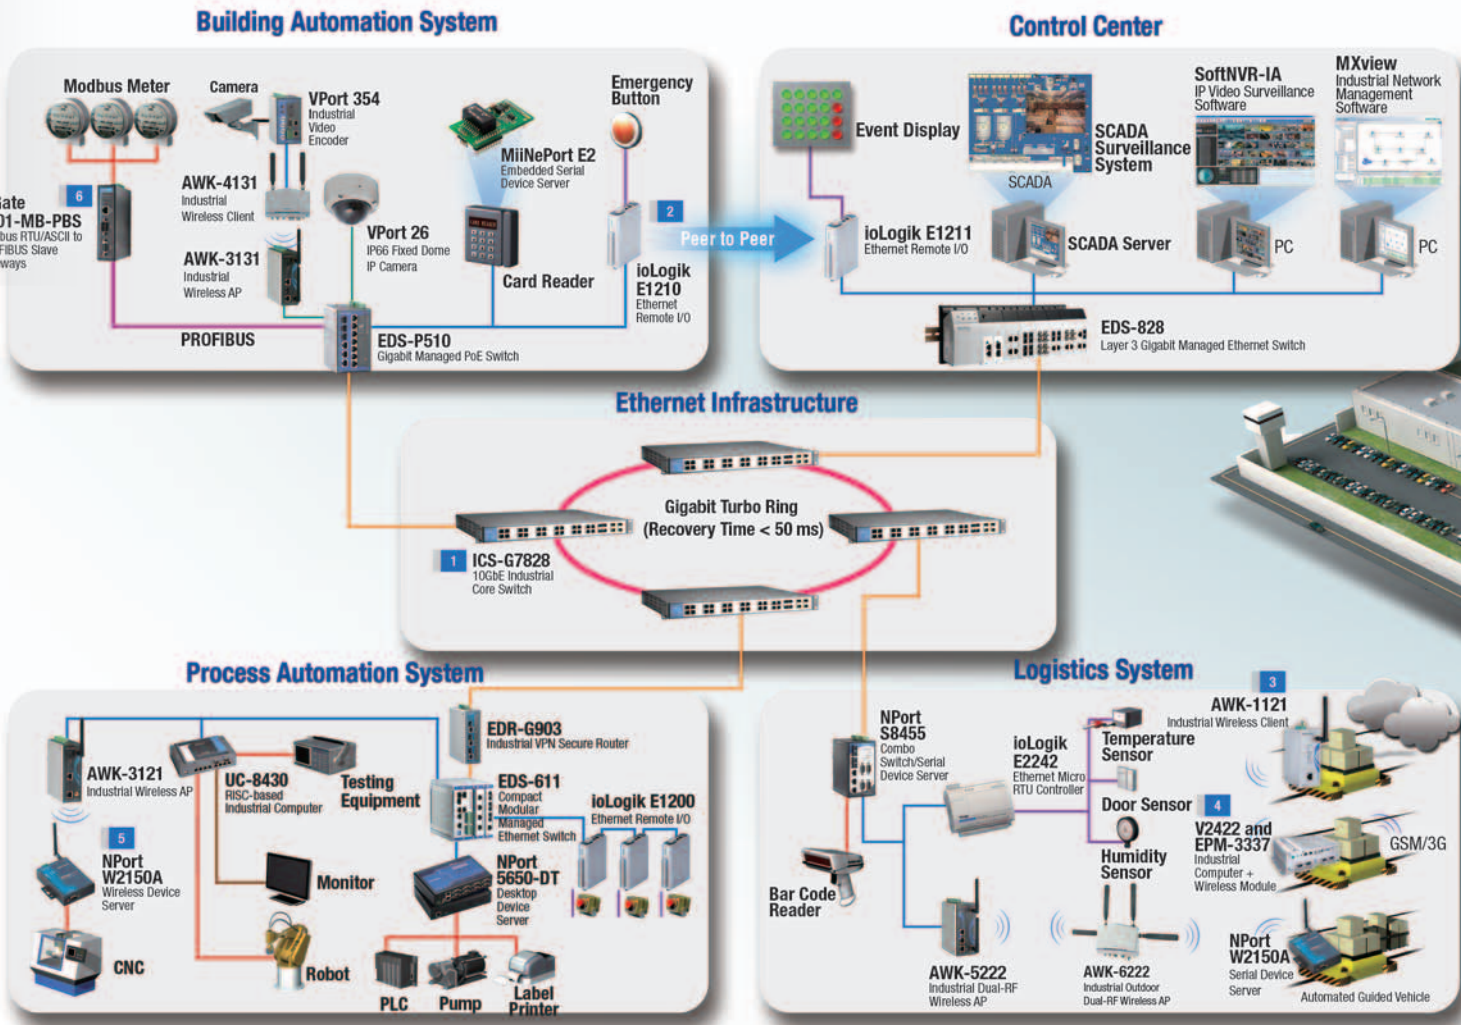 Building Automation System
Control Center
Modbus Meter
Camera
VPort 354
Industrial
Video
Encoder
Emergency
Button
MiiNePort E2
Embedded Serial
Device Server
AWK-4131
Industrial
Wireless Client
6
Gate
01-MB-PBS
bus RTU/ASCII to
FIBUS Slave
eways
VPort 26
IP66 Fixed Dome
IP Camera
AWK-3131
Industrial
Wireless AP
Card Reader
2
ioLogik
E1210
Ethernet
Remote I/O
PROFIBUS
EDS-P510
Gigabit Managed PoE Switch
Peer to Peer
Event Display
SCADA
Surveillance
System
SCADA
SoftNVR-IA
IP Video Surveillance
Software
MXview
Industrial Network
Management
Software
ioLogik E1211
Ethernet Remote I/O
SCADA Server
PC
PC
EDS-828
Layer 3 Gigabit Managed Ethernet Switch
Ethernet Infrastructure
Gigabit Turbo Ring
(Recovery Time < 50 ms)
1
ICS-G7828
10GbE Industrial
Core Switch
Process Automation System
Logistics System
EDR-G903
Industrial VPN Secure Router
AWK-3121
Industrial Wireless AP
UC-8430
RISC-based
Industrial Computer
Testing
Equipment
EDS-611
Compact
Modular
Managed
Ethernet Switch
ioLogik E1200
Ethernet Remote I/O
5
NPort
W2150A
Wireless Device
Server
Monitor
NPort
5650-DT
Desktop
Device
Server
CNC
Robot
PLC
Pump
Label
Printer
NPort
S8455
Combo
Switch/Serial
Device Server
ioLogik
E2242
Ethernet Micro
RTU Controller
Temperature
Sensor
Door Sensor
Humidity
Sensor
3
AWK-1121
Industrial Wireless Client
4
V2422 and
EPM-3337
Industrial
Computer +
Wireless Module
GSM/3G
Bar Code
Reader
AWK-5222
Industrial Dual-RF
Wireless AP
AWK-6222
Industrial Outdoor
Dual-RF Wireless AP
NPort
W2150A
Serial Device
Server
Automated Guided Vehicle